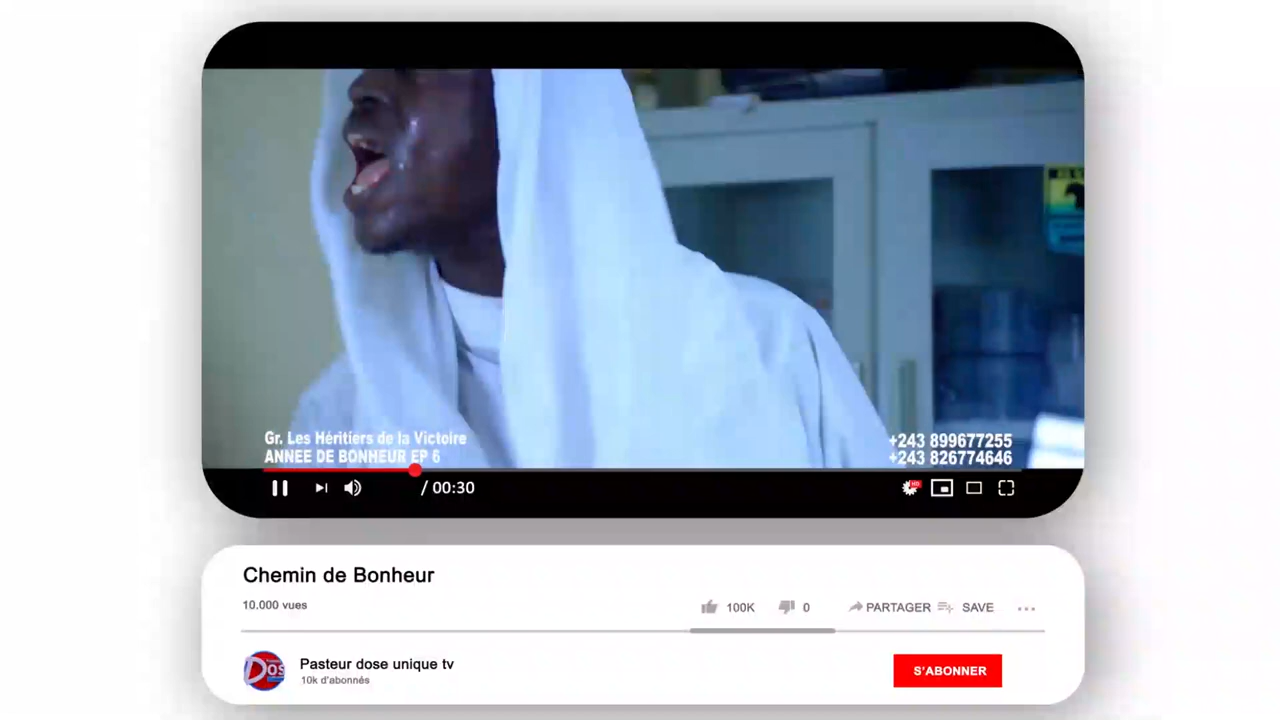 Gr. Les Héritiers de la Victoire
ANNEE DE BONHEUR EP 6
+243 899677255
+243 826774646
/ 00:30
HD
Chemin de Bonheur
10.000 vues
100K
0
PARTAGER
SAVE
Pasteur dose unique tv
10k d'abonnés
S'ABONNER